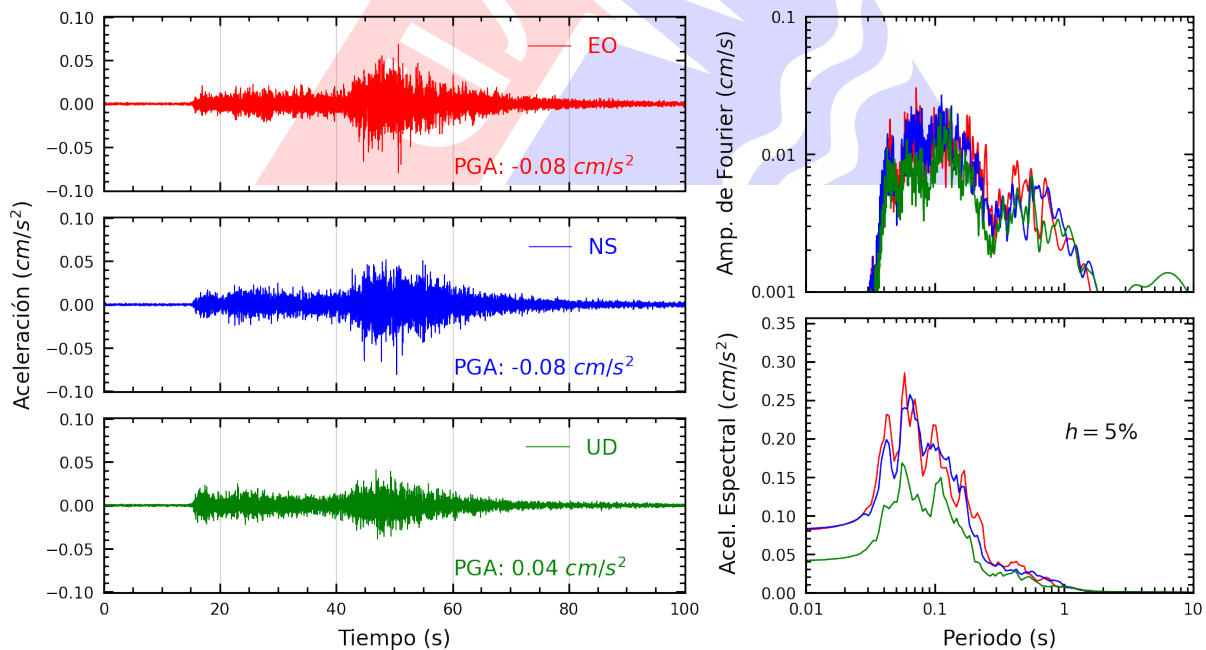 Aceleración (cm/s²)
0.10
0.05
0.00
−0.05
−0.10
EO
PGA: -0.08 cm/s²
0.10
0.05
0.00
−0.05
−0.10
NS
PGA: -0.08 cm/s²
0.10
0.05
0.00
−0.05
−0.10
UD
PGA: 0.04 cm/s²
0 20 40 60 80 100
Tiempo (s)
Amp. de Fourier (cm/s)
0.1
0.01
0.001
Acel. Espectral (cm/s²)
0.35
0.30
0.25
0.20
0.15
0.10
0.05
0.00
h = 5%
0.01 0.1 1 10
Periodo (s)